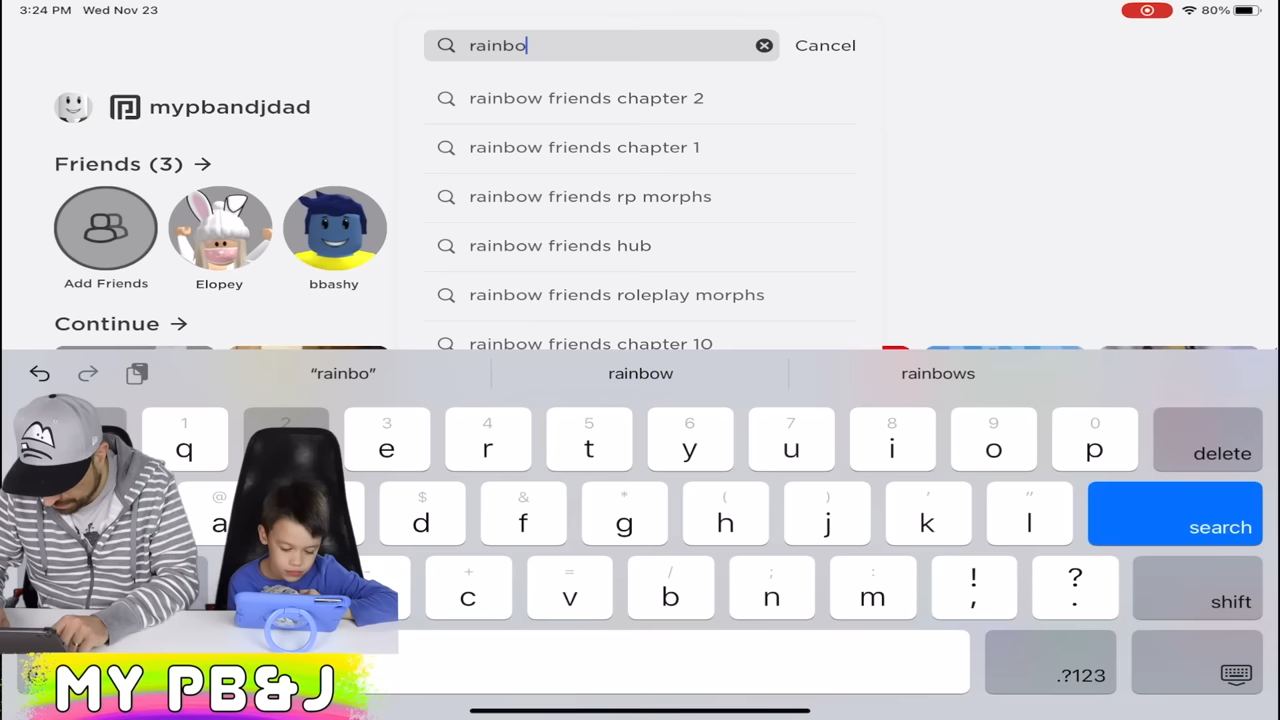 3:24 PM Wed Nov 23
80%
rainbo
Cancel
rainbow friends chapter 2
mypbandjdad
rainbow friends chapter 1
Friends (3) →
rainbow friends rp morphs
rainbow friends hub
Add Friends
Elopey
bbashy
rainbow friends roleplay morphs
Continue →
rainbow friends chapter 10
“rainbo”
rainbow
rainbows
1 2 3 4 5 6 7 8 9 0
q e r t y u i o p delete
@ $ & * ( ) ' "
a d f g h j k l search
- + = / ; : ! ?
c v b n m , . shift
.?123
MY PB&J